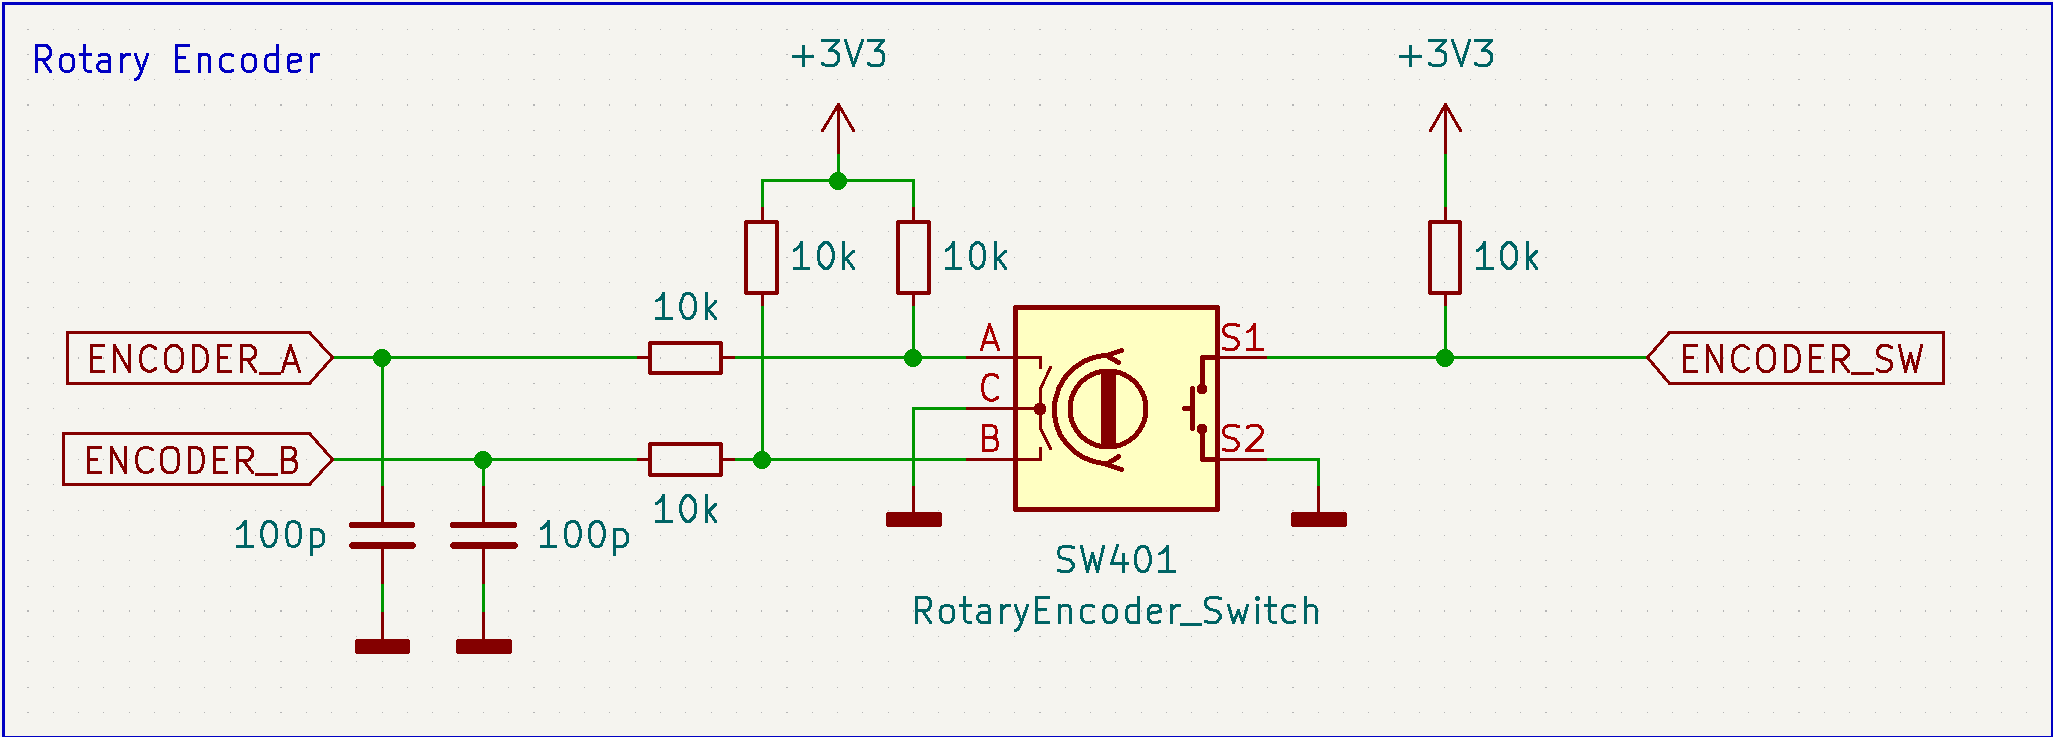 Rotary Encoder
+3V3
+3V3
10k
10k
10k
10k
ENCODER_A
A
S1
ENCODER_SW
C
ENCODER_B
B
S2
10k
100p
100p
SW401
RotaryEncoder_Switch